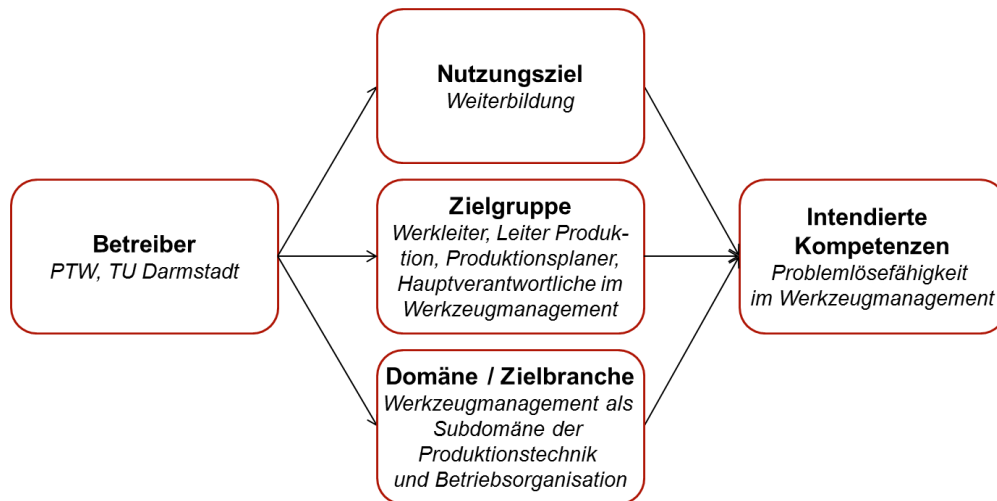 Nutzungsziel
Weiterbildung
Betreiber
PTW, TU Darmstadt
Zielgruppe
Werkleiter, Leiter Produk-
tion, Produktionsplaner,
Hauptverantwortliche im
Werkzeugmanagement
Domäne / Zielbranche
Werkzeugmanagement als
Subdomäne der
Produktionstechnik
und Betriebsorganisation
Intendierte
Kompetenzen
Problemlösefähigkeit
im Werkzeugmanagement